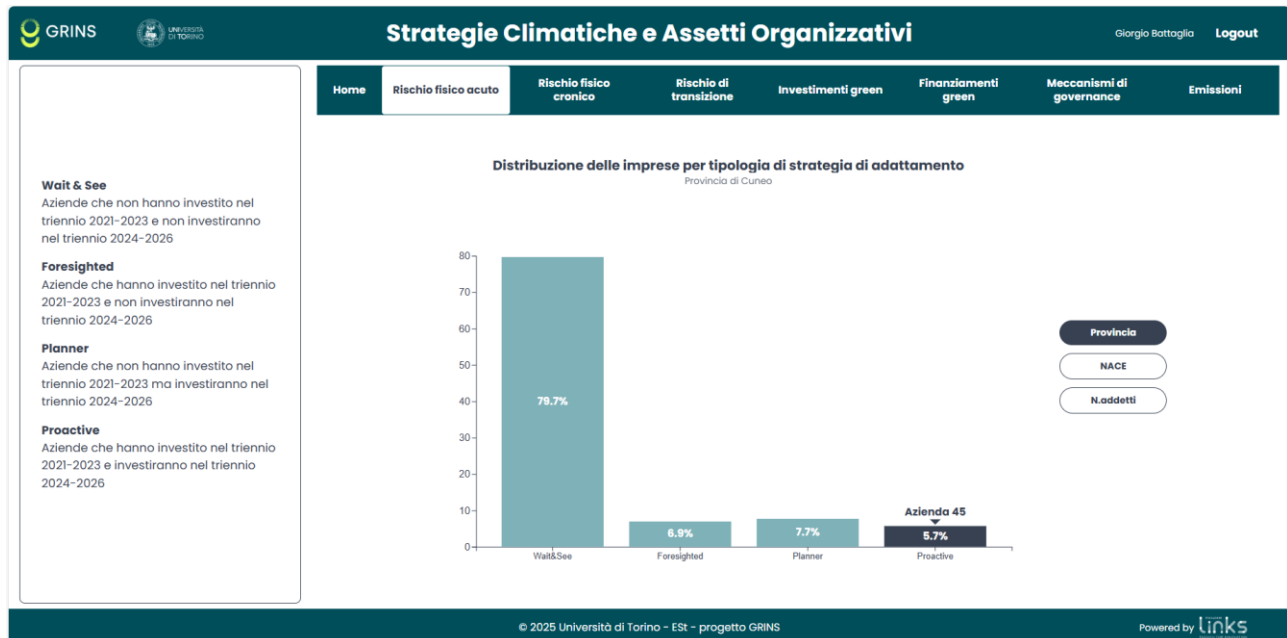 GRINS
UNIVERSITÀ
DI TORINO
Strategie Climatiche e Assetti Organizzativi
Giorgio Battaglia
Logout
Home
Rischio fisico acuto
Rischio fisico
cronico
Rischio di
transizione
Investimenti green
Finanziamenti
green
Meccanismi di
governance
Emissioni
Wait & See
Aziende che non hanno investito nel
triennio 2021-2023 e non investiranno
nel triennio 2024-2026
Foresighted
Aziende che hanno investito nel triennio
2021-2023 e non investiranno nel
triennio 2024-2026
Planner
Aziende che non hanno investito nel
triennio 2021-2023 ma investiranno nel
triennio 2024-2026
Proactive
Aziende che hanno investito nel triennio
2021-2023 e investiranno nel triennio
2024-2026
Distribuzione delle imprese per tipologia di strategia di adattamento
Provincia di Cuneo
80
70
60
50
40
30
20
10
0
79.7%
6.9%
7.7%
Azienda 45
5.7%
Wait&See
Foresighted
Planner
Proactive
Provincia
NACE
N.addetti
© 2025 Università di Torino - ESt - progetto GRINS
Powered by
links